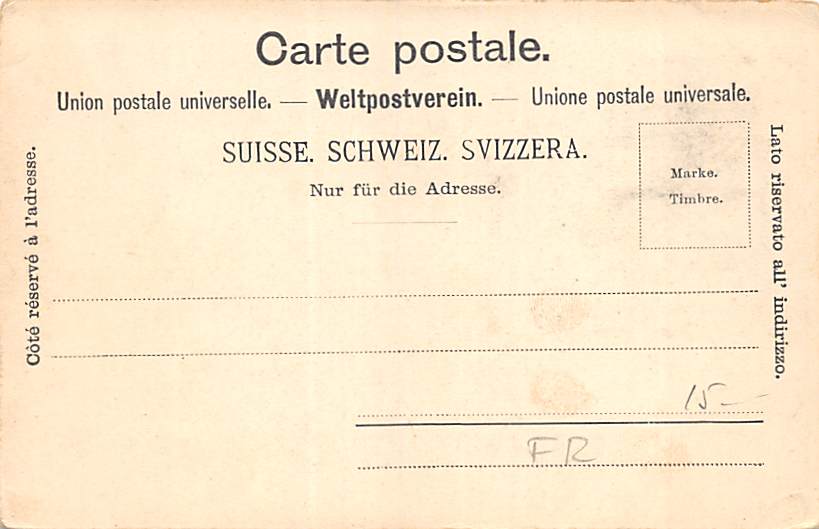 Carte postale.
Union postale universelle. — Weltpostverein. — Unione postale universale.
SUISSE. SCHWEIZ. SVIZZERA.
Nur für die Adresse.
Marke.
Timbre.
Côté réservé à l'adresse.
Lato riservato all' indirizzo.
15—
FR